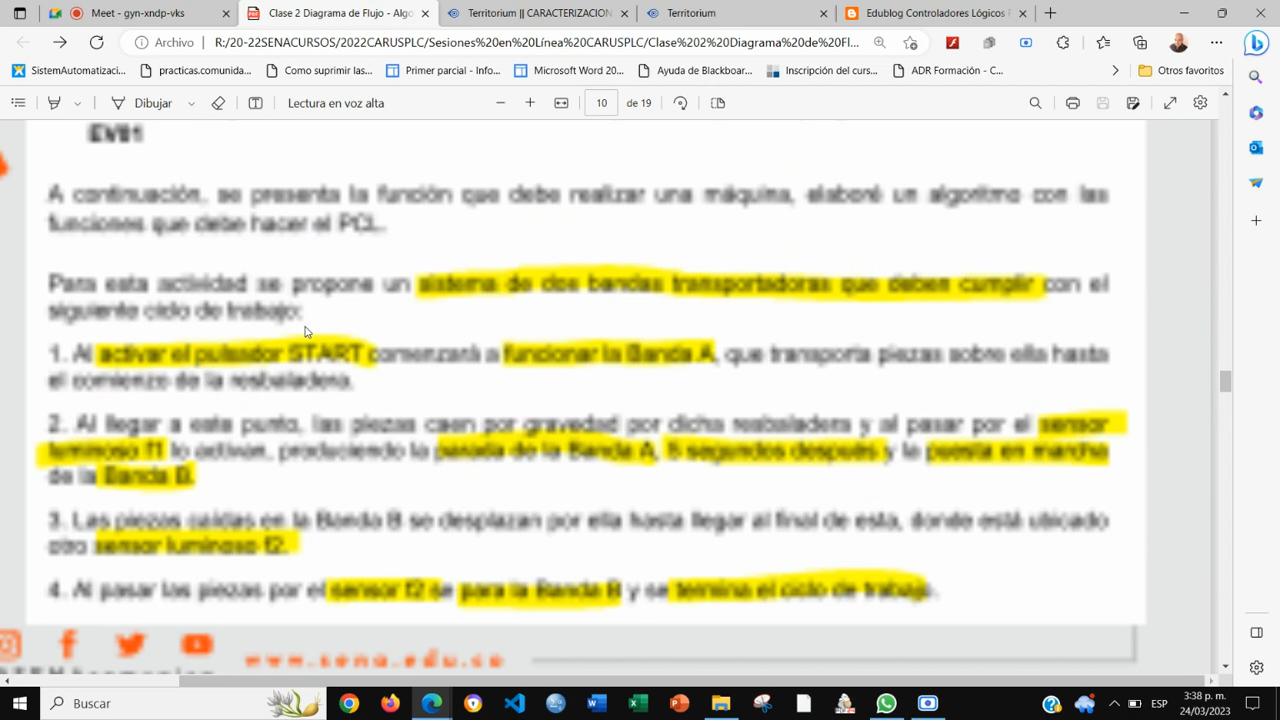 Meet - gyn-xndp-vks
Clase 2 Diagrama de Flujo - Algo
Territorium || CARACTERIZACION
Territorium
Edublog Controladores Lógicos F
Archivo
R:/20-22SENACURSOS/2022CARUSPLC/Sesiones%20en%20Línea%20CARUSPLC/Clase%202%20Diagrama%20de%20Fl...
SistemAutomatizaci...
practicas.comunida...
Como suprimir las...
Primer parcial - Info...
Microsoft Word 20...
Ayuda de Blackboar...
Inscripción del curs...
ADR Formación - C...
Otros favoritos
Dibujar
Lectura en voz alta
10
de 19
EV01
A continuación, se presenta la función que debe realizar una máquina, elaboré un algoritmo con las
funciones que debe hacer el PCL.
Para esta actividad se propone un sistema de dos bandas transportadoras que deben cumplir con el
siguiente ciclo de trabajo:
1. Al activar el pulsador START comenzará a funcionar la Banda A, que transporta piezas sobre ella hasta
el comienzo de la resbaladera.
2. Al llegar a este punto, las piezas caen por gravedad por dicha resbaladera y al pasar por el sensor
luminoso f1 lo activan, produciendo la parada de la Banda A, 5 segundos después y la puesta en marcha
de la Banda B.
3. Las piezas caídas en la Banda B se desplazan por ella hasta llegar al final de esta, donde está ubicado
otro sensor luminoso f2.
4. Al pasar las piezas por el sensor f2 se para la Banda B y se termina el ciclo de trabajo.
www.sena.edu.co
Buscar
ESP
3:38 p. m.
24/03/2023